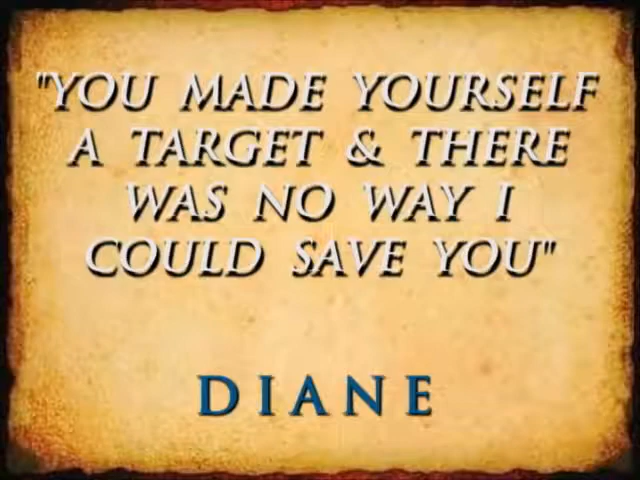 "YOU MADE YOURSELF
A TARGET & THERE
WAS NO WAY I
COULD SAVE YOU"
DIANE